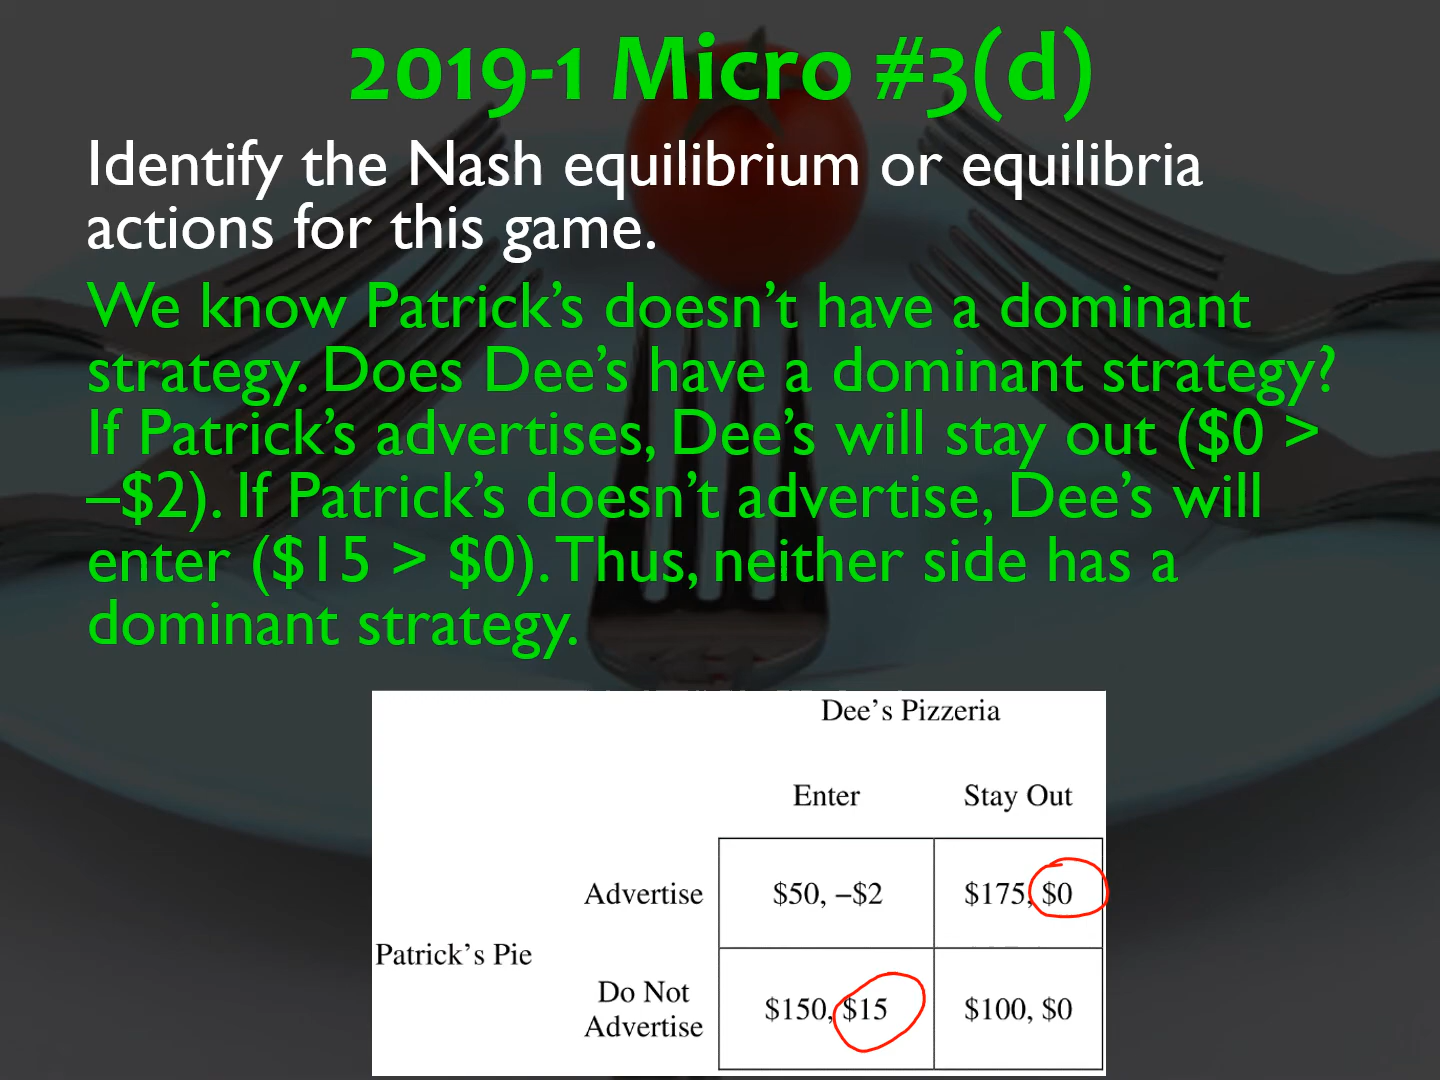 2019-1 Micro #3(d)
Identify the Nash equilibrium or equilibria
actions for this game.
We know Patrick’s doesn’t have a dominant
strategy. Does Dee’s have a dominant strategy?
If Patrick’s advertises, Dee’s will stay out ($0 >
–$2). If Patrick’s doesn’t advertise, Dee’s will
enter ($15 > $0). Thus, neither side has a
dominant strategy.
Dee’s Pizzeria
Enter Stay Out
Advertise $50, –$2 $175, $0
Patrick’s Pie
Do Not
Advertise $150, $15 $100, $0